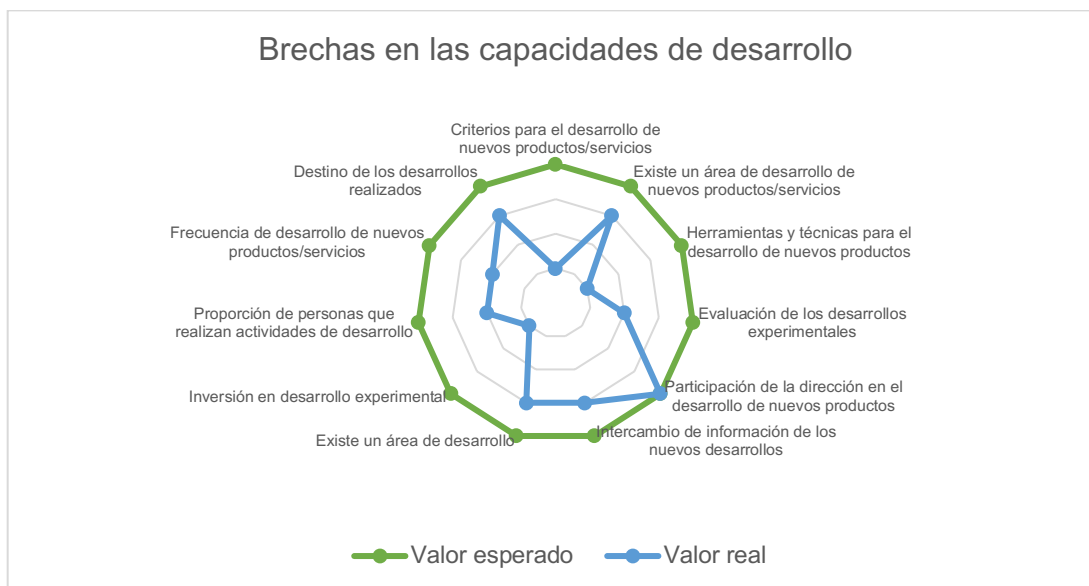 Brechas en las capacidades de desarrollo
Criterios para el desarrollo de
nuevos productos/servicios
Existe un área de desarrollo de
nuevos productos/servicios
Herramientas y técnicas para el
desarrollo de nuevos productos
Evaluación de los desarrollos
experimentales
Participación de la dirección en el
desarrollo de nuevos productos
Intercambio de información de los
nuevos desarrollos
Existe un área de desarrollo
Inversión en desarrollo experimental
Proporción de personas que
realizan actividades de desarrollo
Frecuencia de desarrollo de nuevos
productos/servicios
Destino de los desarrollos
realizados
Valor esperado
Valor real